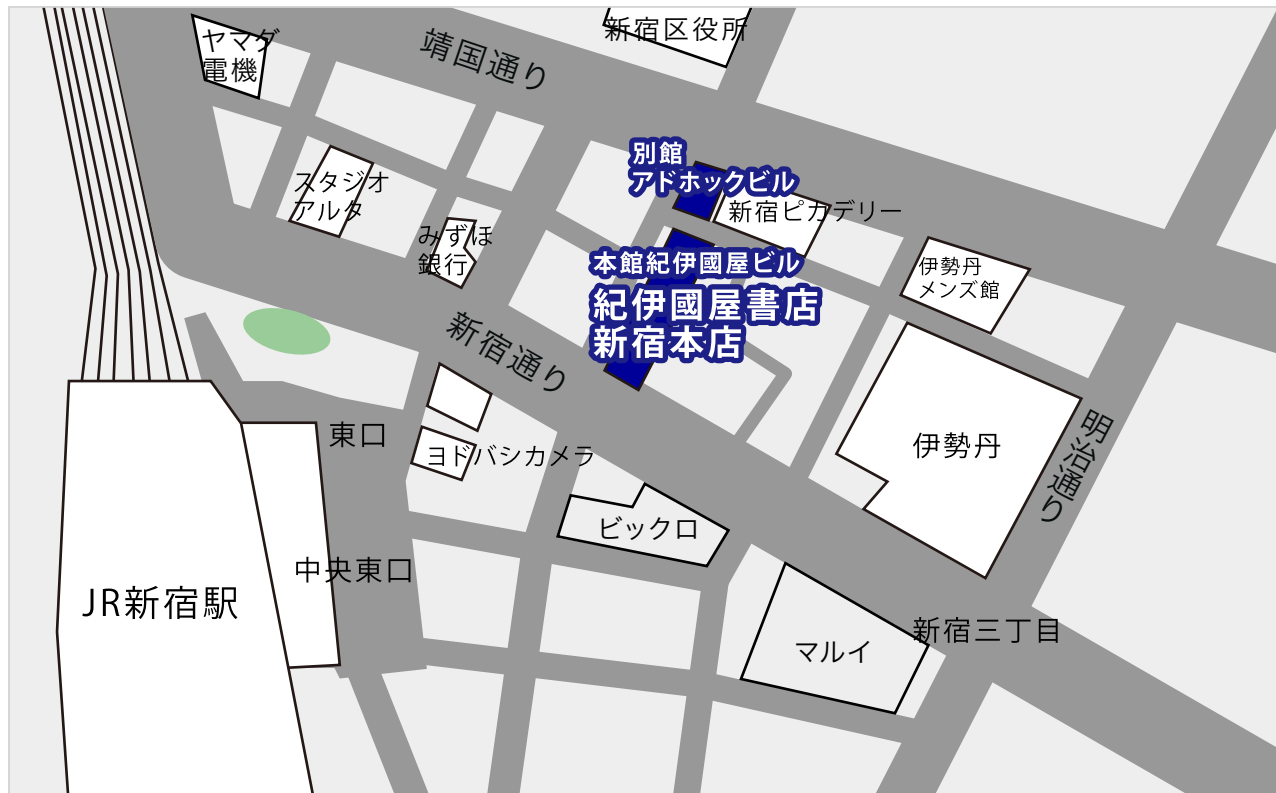 新宿区役所
ヤマダ
電機
靖国通り
別館
アドホックビル
スタジオ
アルタ
新宿ピカデリー
みずほ
銀行
本館紀伊國屋ビル
伊勢丹
メンズ館
紀伊國屋書店
新宿本店
新宿通り
東口
ヨドバシカメラ
伊勢丹
明治通り
ビックロ
中央東口
JR新宿駅
新宿三丁目
マルイ